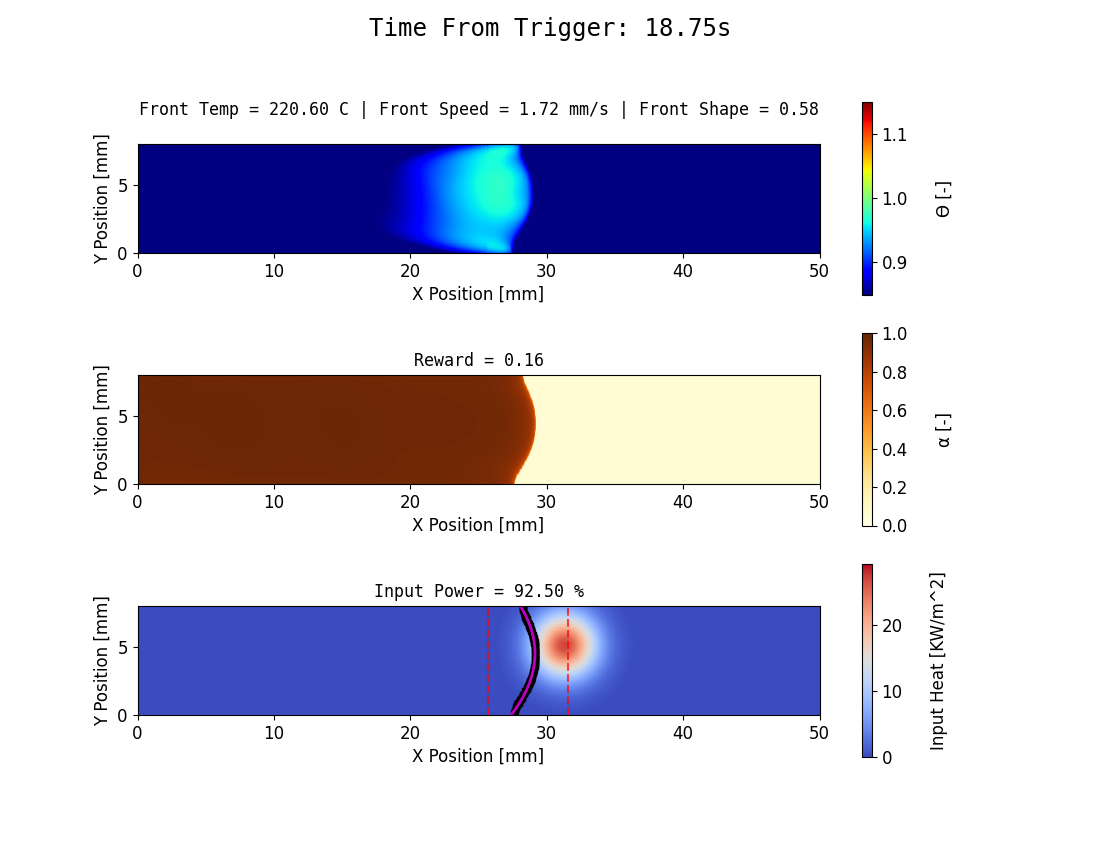 Time From Trigger: 18.75s
Front Temp = 220.60 C | Front Speed = 1.72 mm/s | Front Shape = 0.58
Y Position [mm]
5
0
0 10 20 30 40 50
X Position [mm]
1.1
1.0
0.9
Θ [-]
Reward = 0.16
Y Position [mm]
5
0
0 10 20 30 40 50
X Position [mm]
1.0
0.8
0.6
0.4
0.2
0.0
α [-]
Input Power = 92.50 %
Y Position [mm]
5
0
0 10 20 30 40 50
X Position [mm]
20
10
0
Input Heat [KW/m^2]